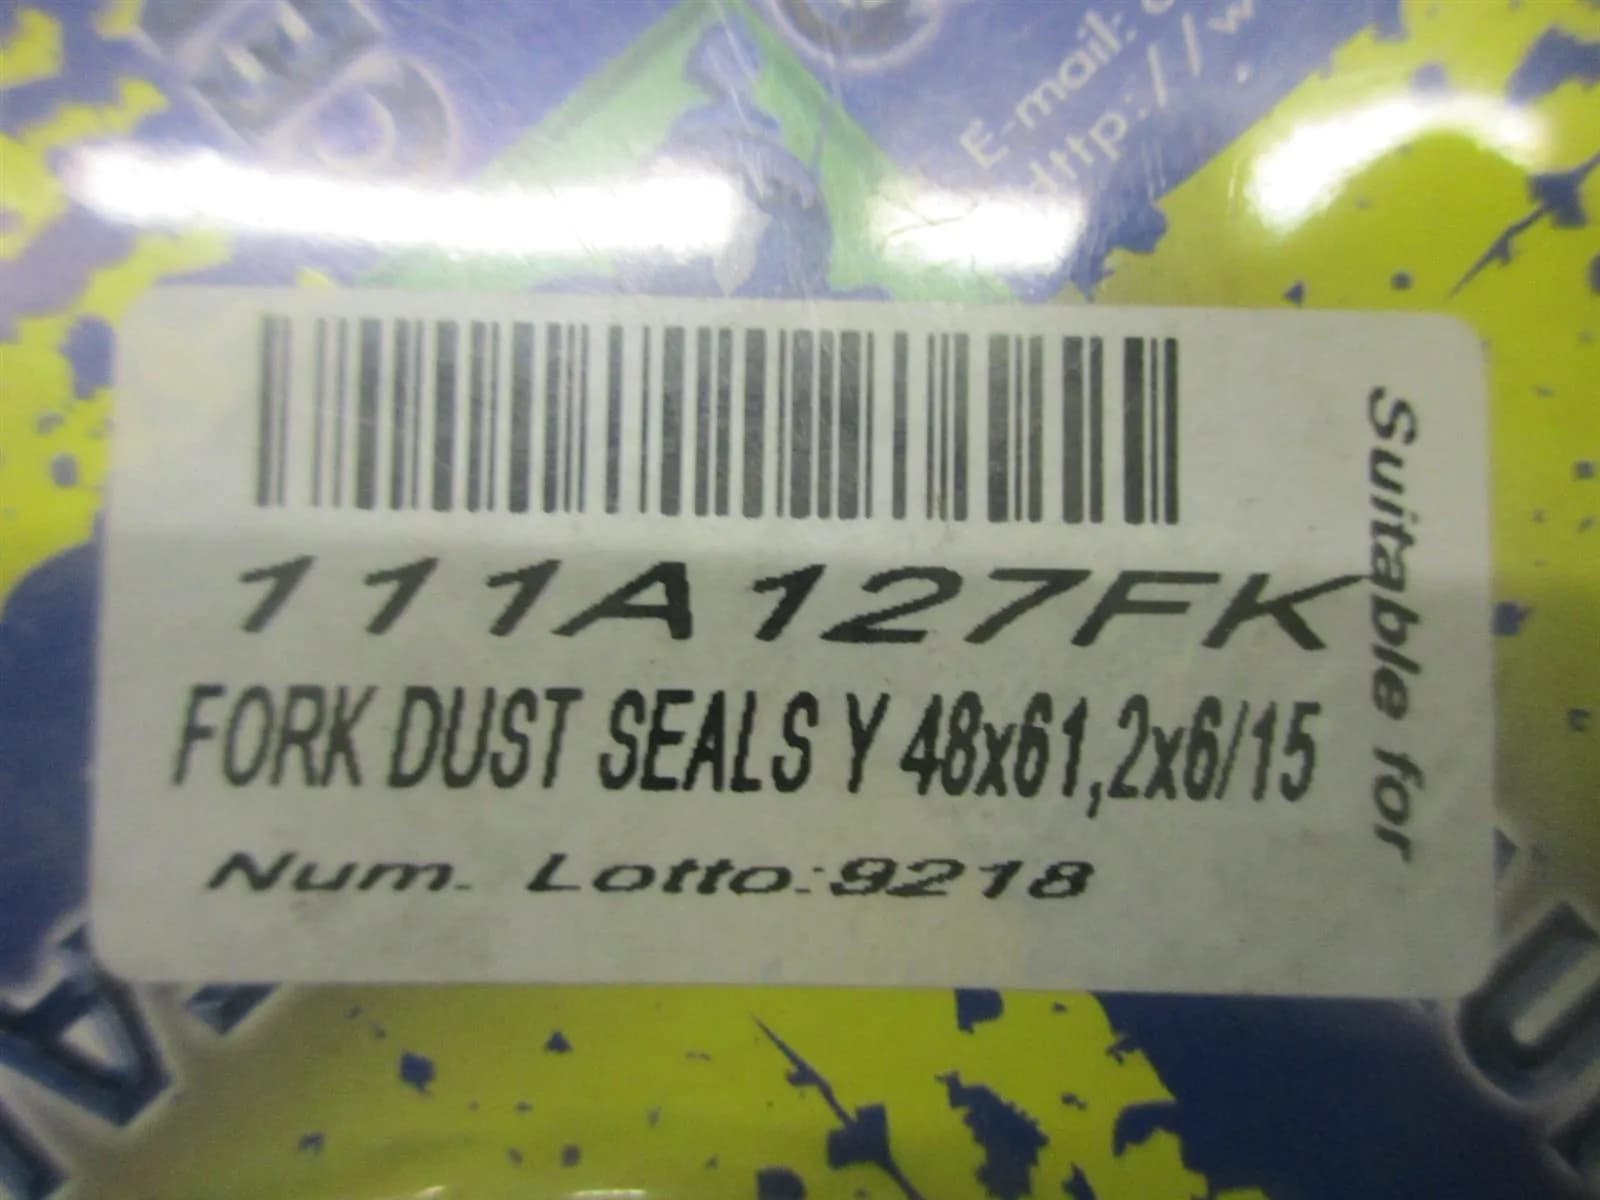 E-mail:
http://w
111A127FK
FORK DUST SEALS Y 48x61,2x6/15
Num. Lotto:9218
Suitable for